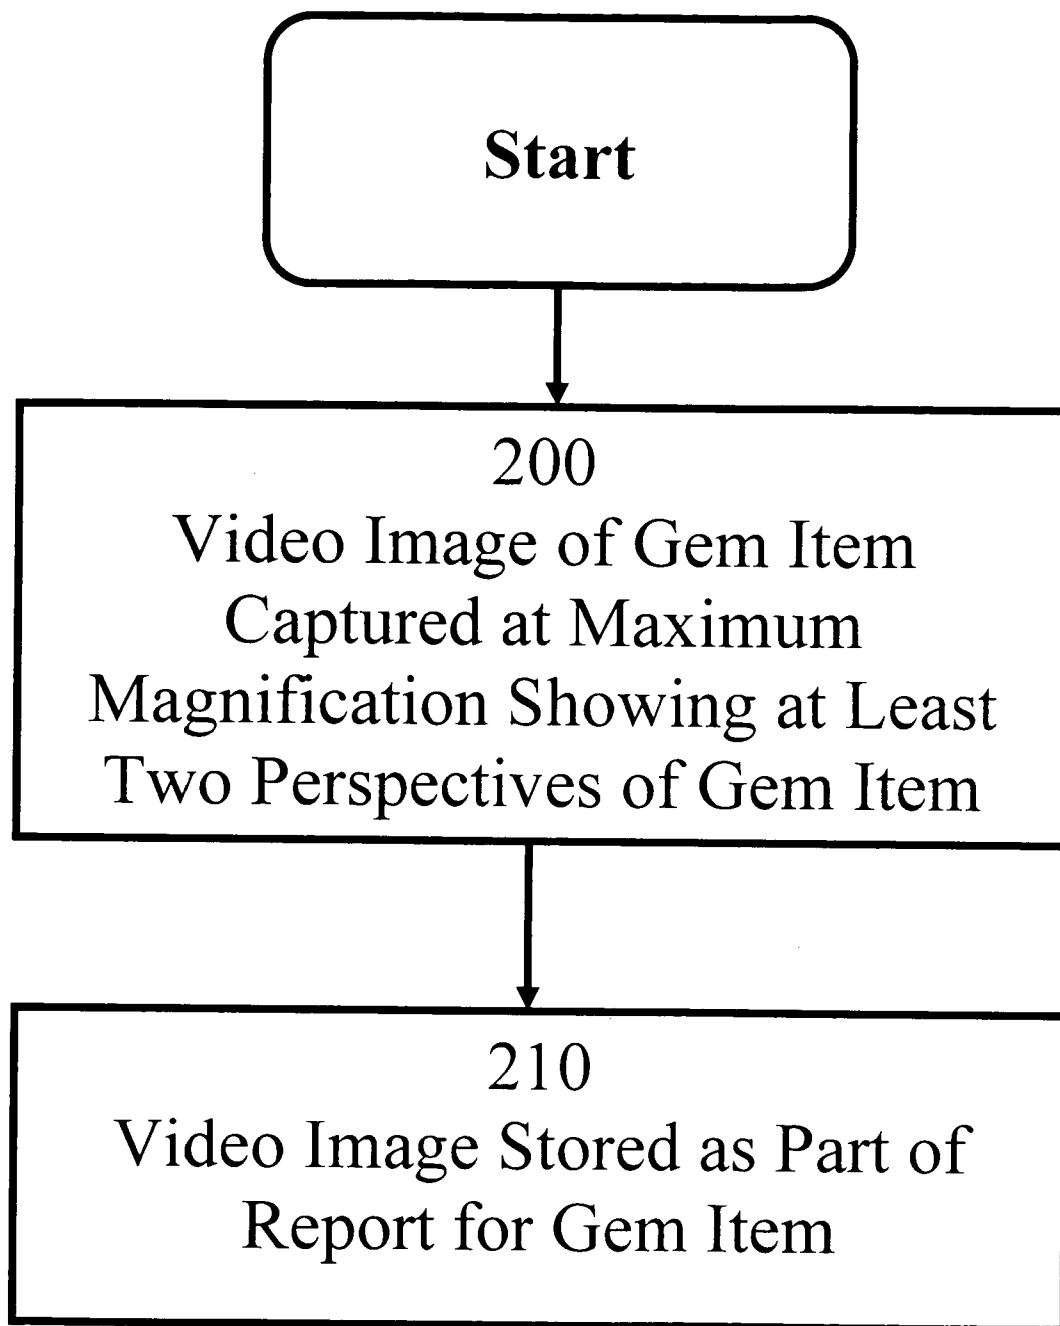 Start
200
Video Image of Gem Item
Captured at Maximum
Magnification Showing at Least
Two Perspectives of Gem Item
210
Video Image Stored as Part of
Report for Gem Item